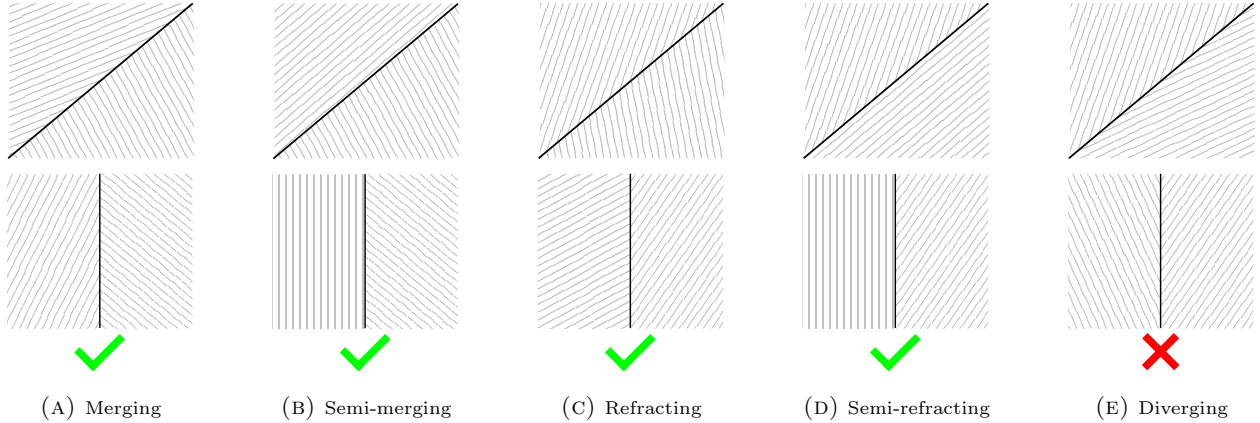 (A) Merging
(B) Semi-merging
(C) Refracting
(D) Semi-refracting
(E) Diverging